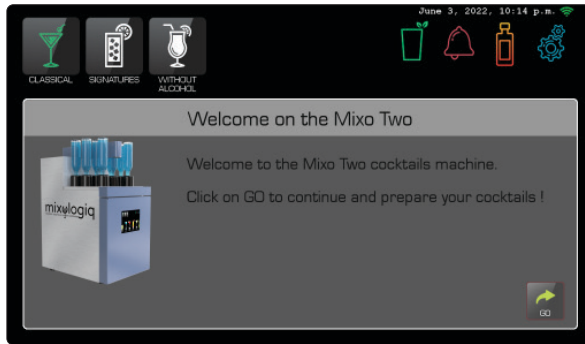 June 3, 2022, 10:14 p.m.
CLASSICAL
SIGNATURES
WITHOUT
ALCOHOL
Welcome on the Mixo Two
Welcome to the Mixo Two cocktails machine.
Click on GO to continue and prepare your cocktails !
mixologiq
GO